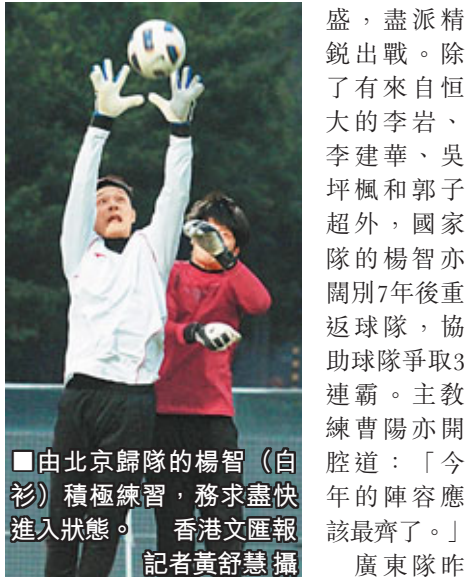 盛，盡派精
銳出戰。除
了有來自恒
大的李岩、
李建華、吳
坪楓和郭子
超外，國家
隊的楊智亦
闊別7年後重
返球隊，協
助球隊爭取3
連霸。主教
練曹陽亦開
腔道：「今
年的陣容應
該最齊了。」
廣東隊昨
■由北京歸隊的楊智（白
衫）積極練習，務求盡快
進入狀態。 香港文匯報
記者黃舒慧 攝